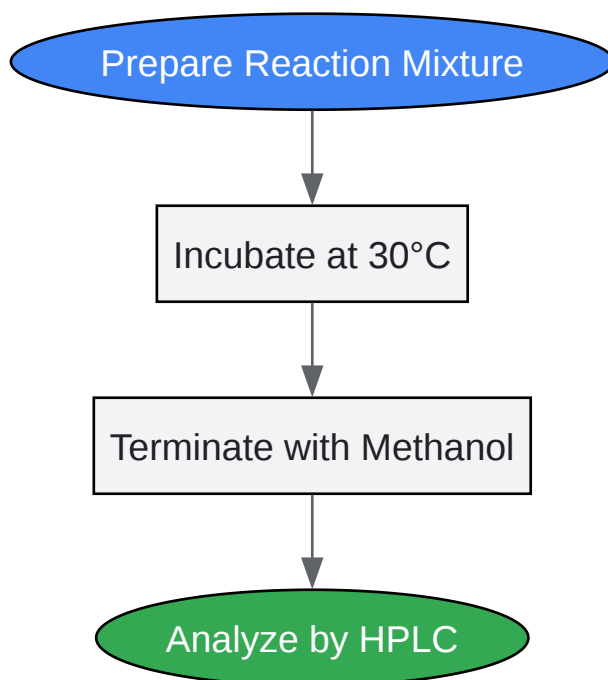 Prepare Reaction Mixture
Incubate at 30°C
Terminate with Methanol
Analyze by HPLC